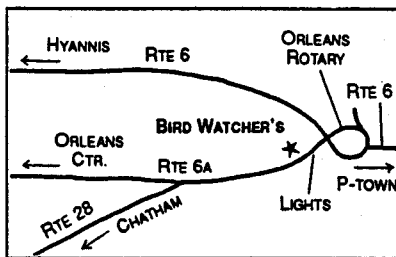 HYANNIS
RTE 6
ORLEANS
ROTARY
RTE 6
ORLEANS
CTR.
BIRD WATCHER'S
RTE 6A
P-TOWN
LIGHTS
RTE 28
CHATHAM